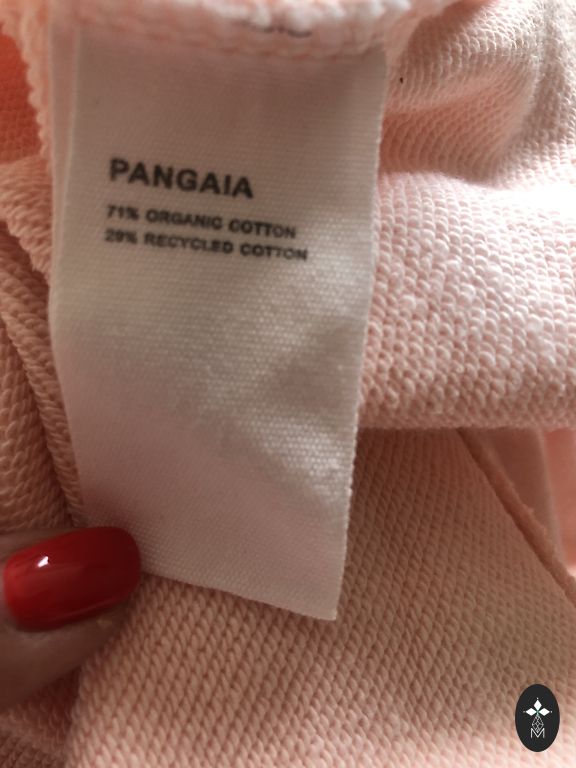 PANGAIA
71% ORGANIC COTTON
29% RECYCLED COTTON
M